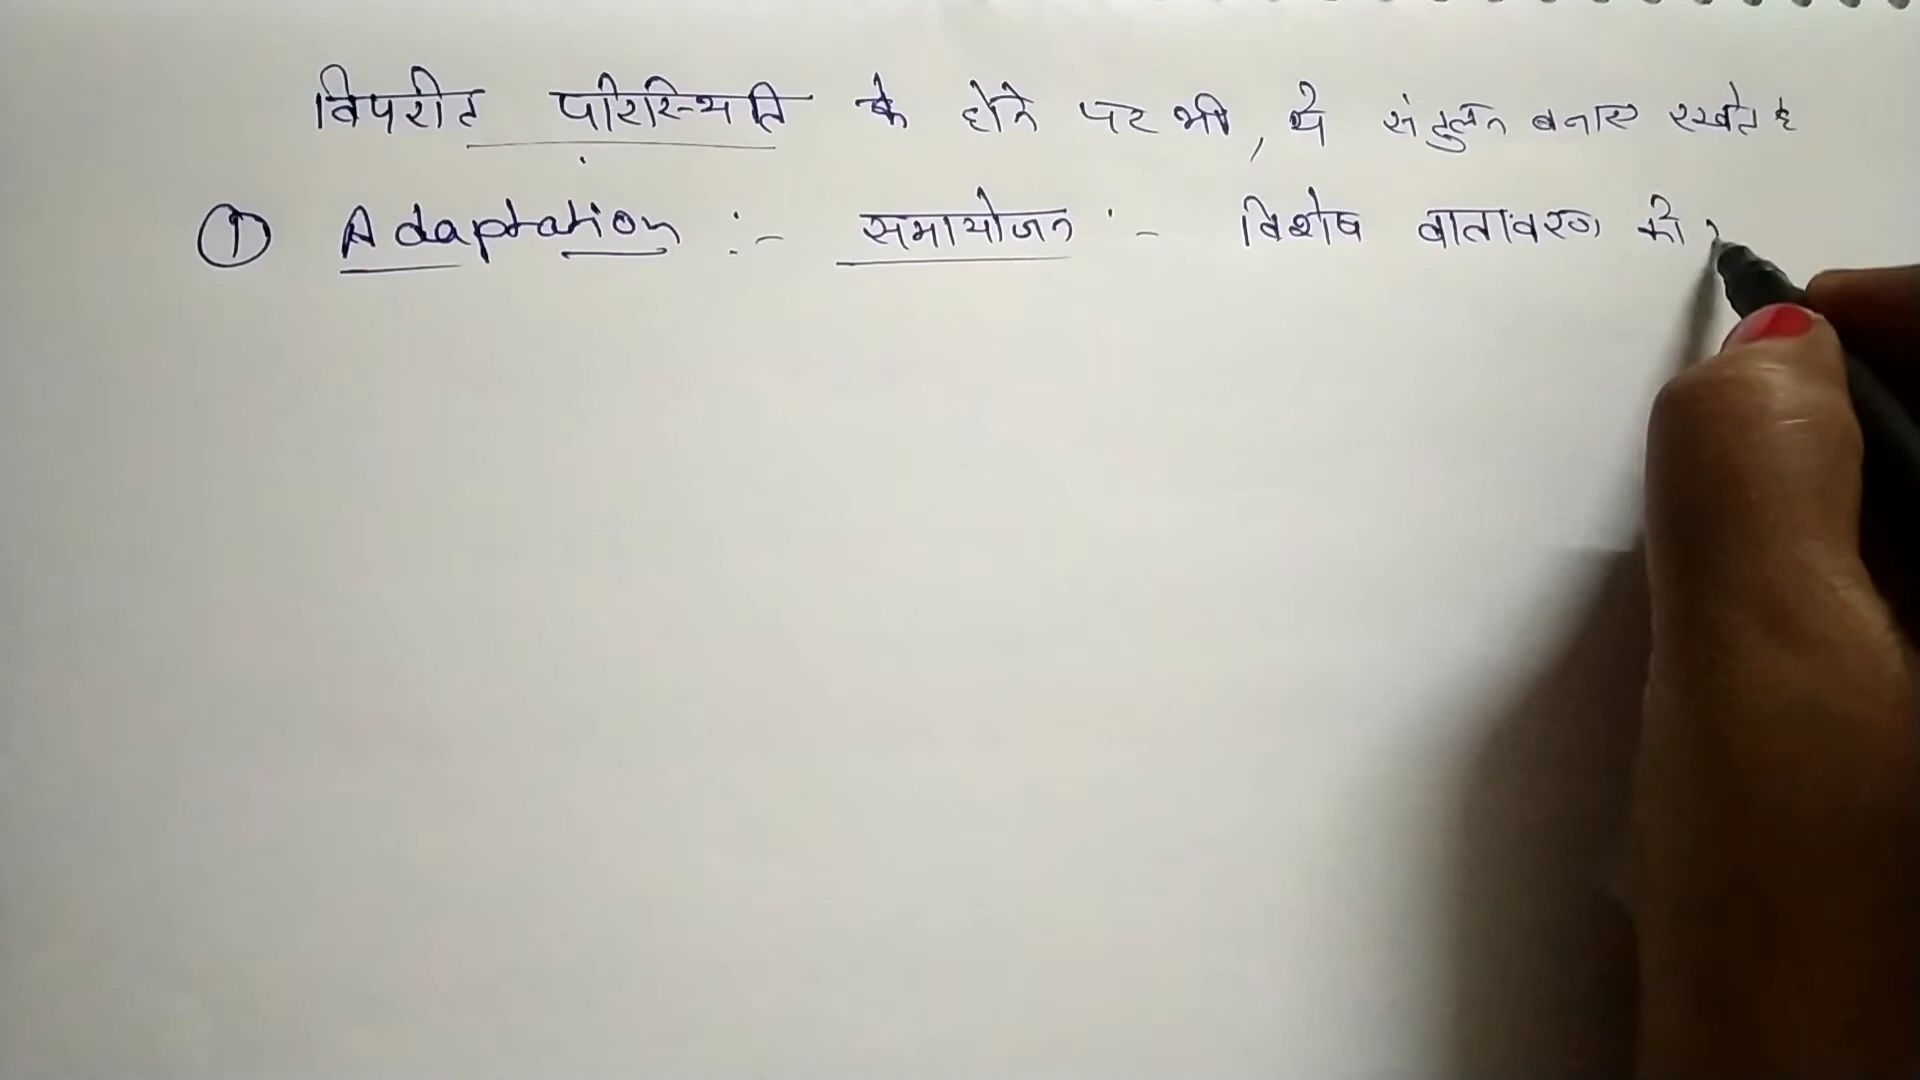 विपरीत परिस्थिति के होने पर भी, ये संतुलन बनाए रखते है
① Adaptation :- समायोजन :- विशेष वातावरण की